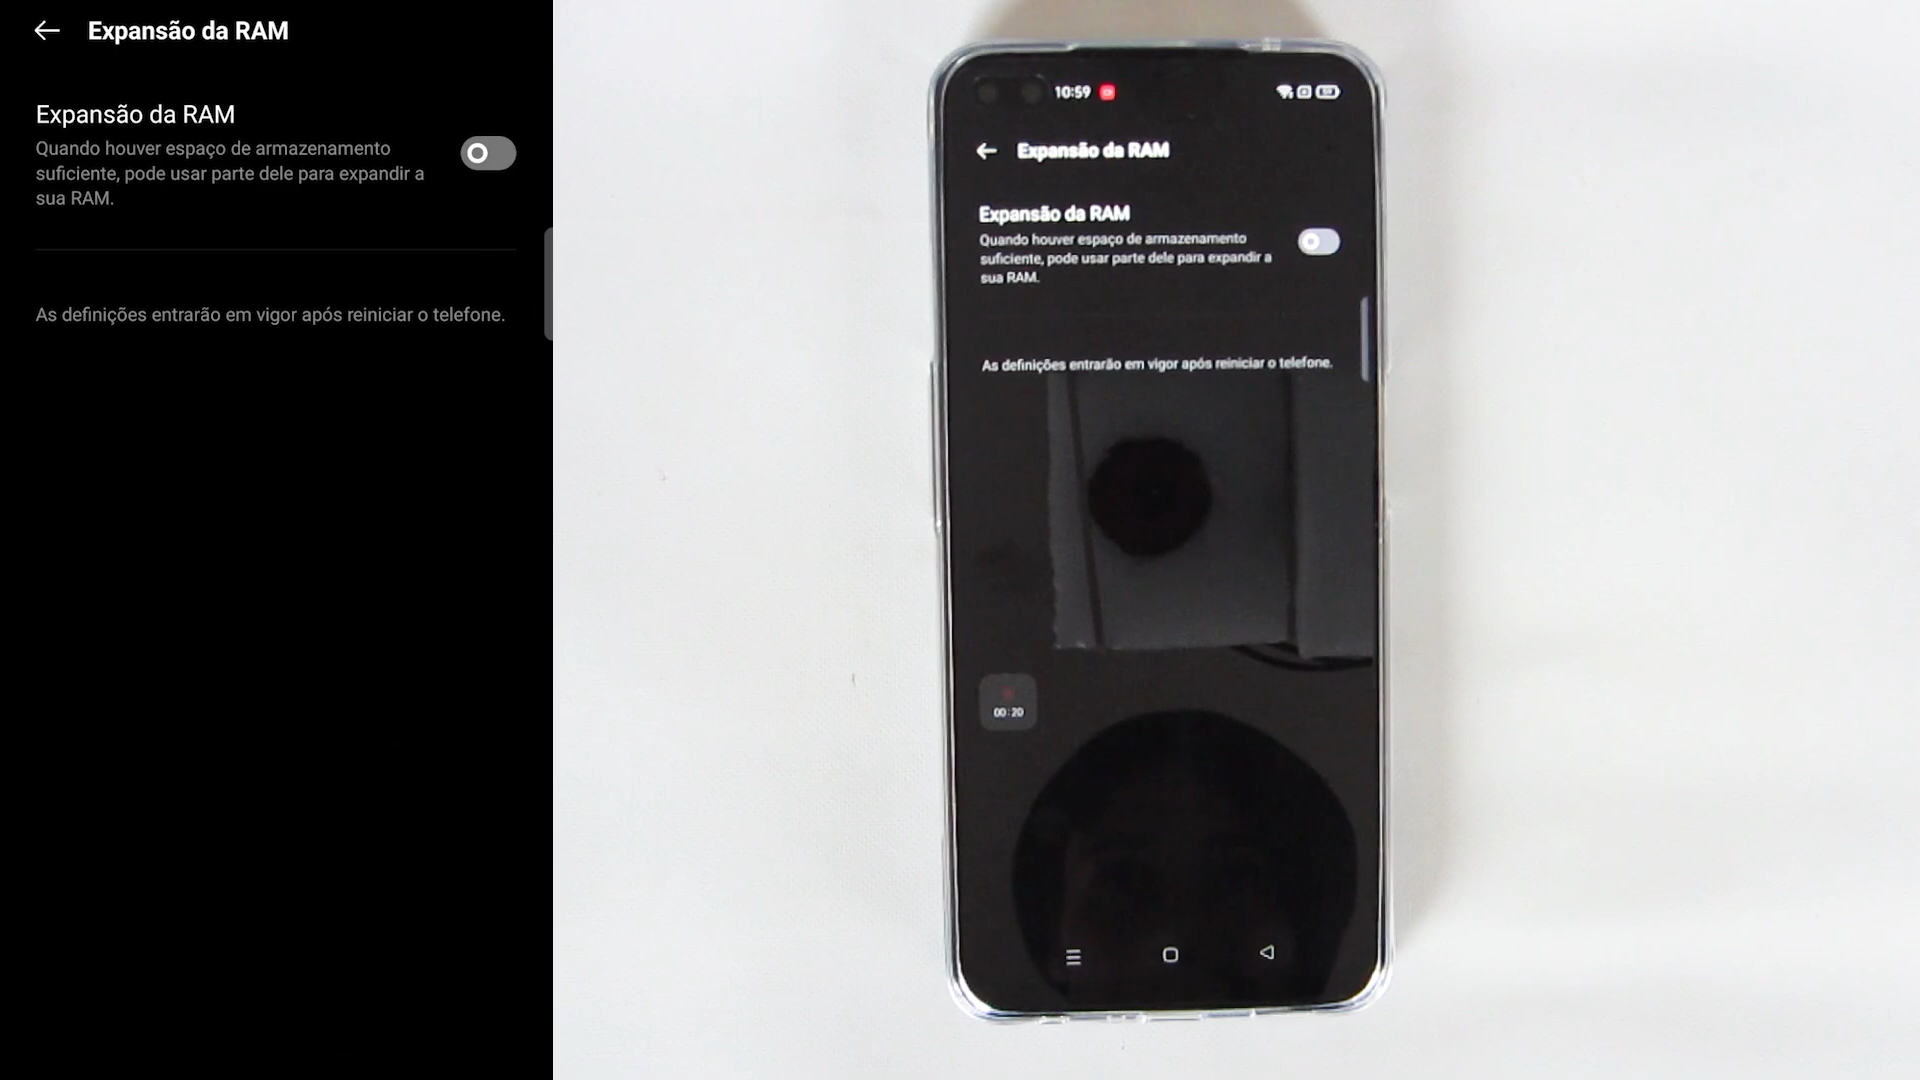 Expansão da RAM
Expansão da RAM
Quando houver espaço de armazenamento
suficiente, pode usar parte dele para expandir a
sua RAM.
As definições entrarão em vigor após reiniciar o telefone.
10:59
Expansão da RAM
Expansão da RAM
Quando houver espaço de armazenamento
suficiente, pode usar parte dele para expandir a
sua RAM.
As definições entrarão em vigor após reiniciar o telefone.
00:20